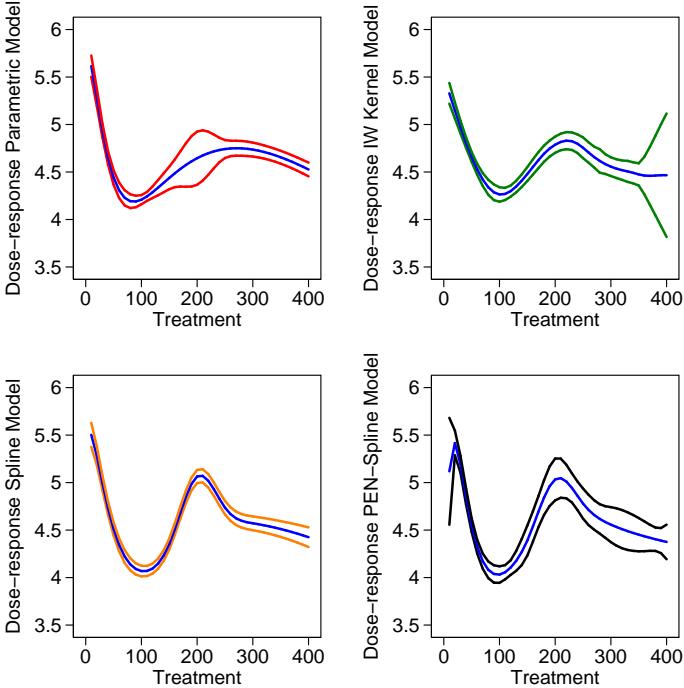 Dose−response Parametric Model
6
5.5
5
4.5
4
3.5
0 100 200 300 400
Treatment
Dose−response IW Kernel Model
6
5.5
5
4.5
4
3.5
0 100 200 300 400
Treatment
Dose−response Spline Model
6
5.5
5
4.5
4
3.5
0 100 200 300 400
Treatment
Dose−response PEN−Spline Model
6
5.5
5
4.5
4
3.5
0 100 200 300 400
Treatment